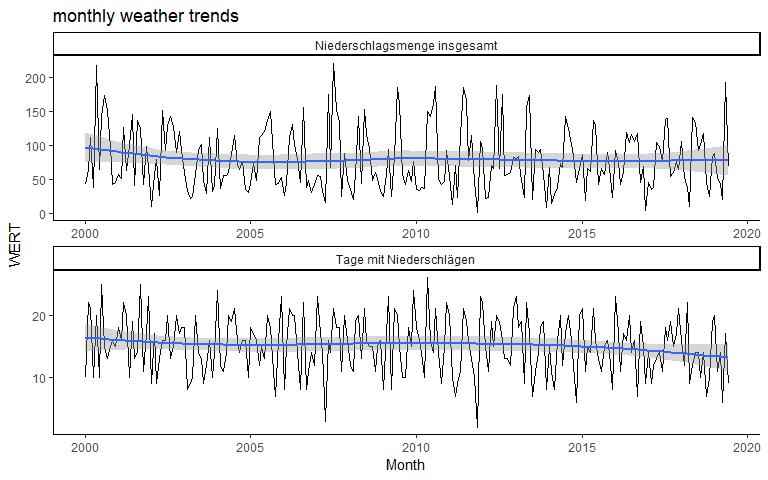 monthly weather trends
Niederschlagsmenge insgesamt
200
150
100
50
0
2000 2005 2010 2015 2020
WERT
Tage mit Niederschlägen
20
10
2000 2005 2010 2015 2020
Month